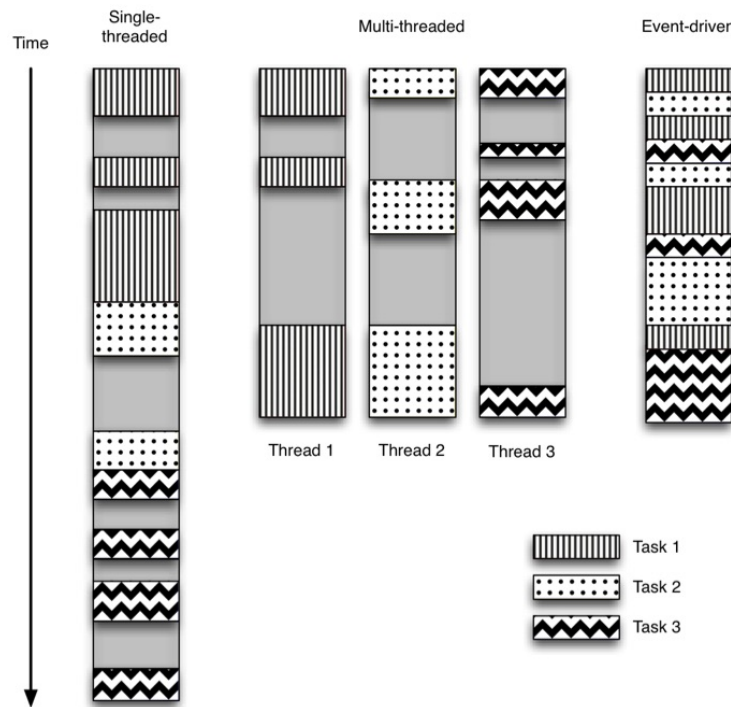 Single-
threaded
Time
Multi-threaded
Event-driven
Thread 1
Thread 2
Thread 3
Task 1
Task 2
Task 3